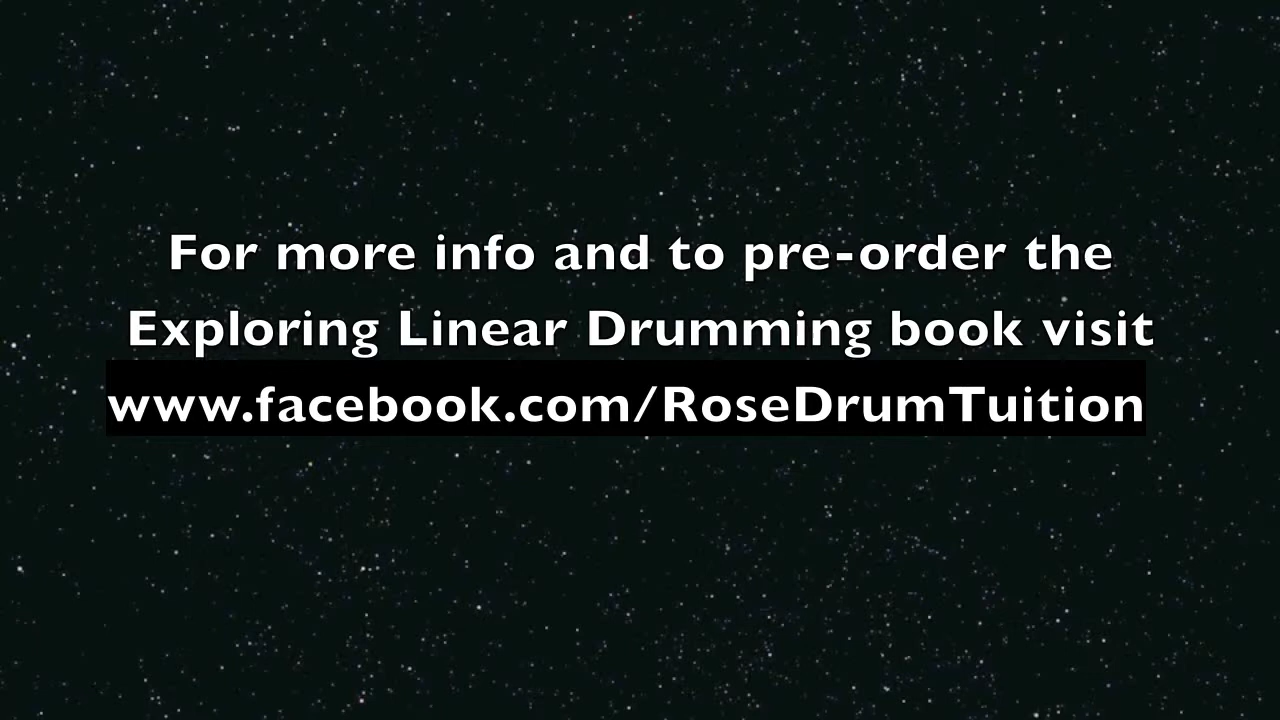 For more info and to pre-order the
Exploring Linear Drumming book visit
www.facebook.com/RoseDrumTuition